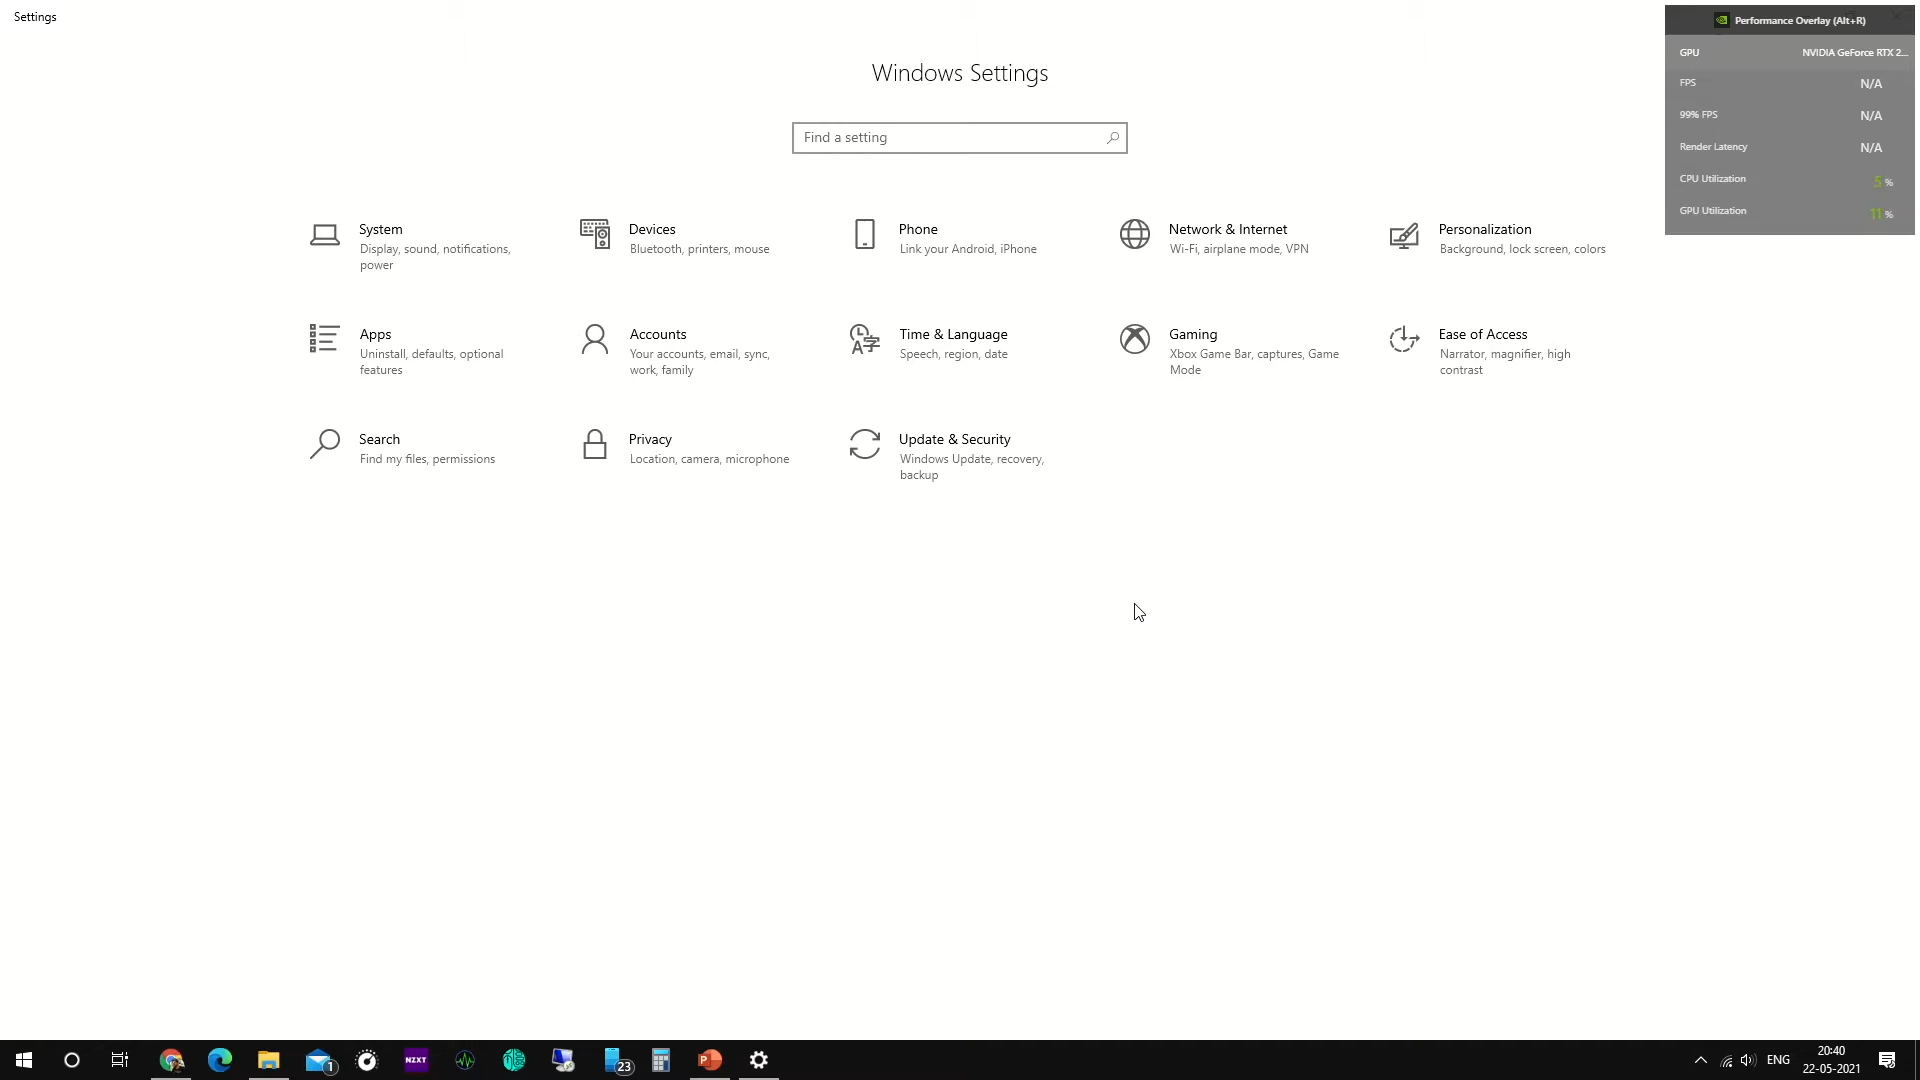 Settings
Windows Settings
Find a setting
System
Display, sound, notifications,
power
Devices
Bluetooth, printers, mouse
Phone
Link your Android, iPhone
Network & Internet
Wi-Fi, airplane mode, VPN
Personalization
Background, lock screen, colors
Apps
Uninstall, defaults, optional
features
Accounts
Your accounts, email, sync,
work, family
Time & Language
Speech, region, date
Gaming
Xbox Game Bar, captures, Game
Mode
Ease of Access
Narrator, magnifier, high
contrast
Search
Find my files, permissions
Privacy
Location, camera, microphone
Update & Security
Windows Update, recovery,
backup
Performance Overlay (Alt+R)
GPU NVIDIA GeForce RTX 2...
FPS N/A
99% FPS N/A
Render Latency N/A
CPU Utilization 5 %
GPU Utilization 11 %
1
NZXT
23
ENG
20:40
22-05-2021